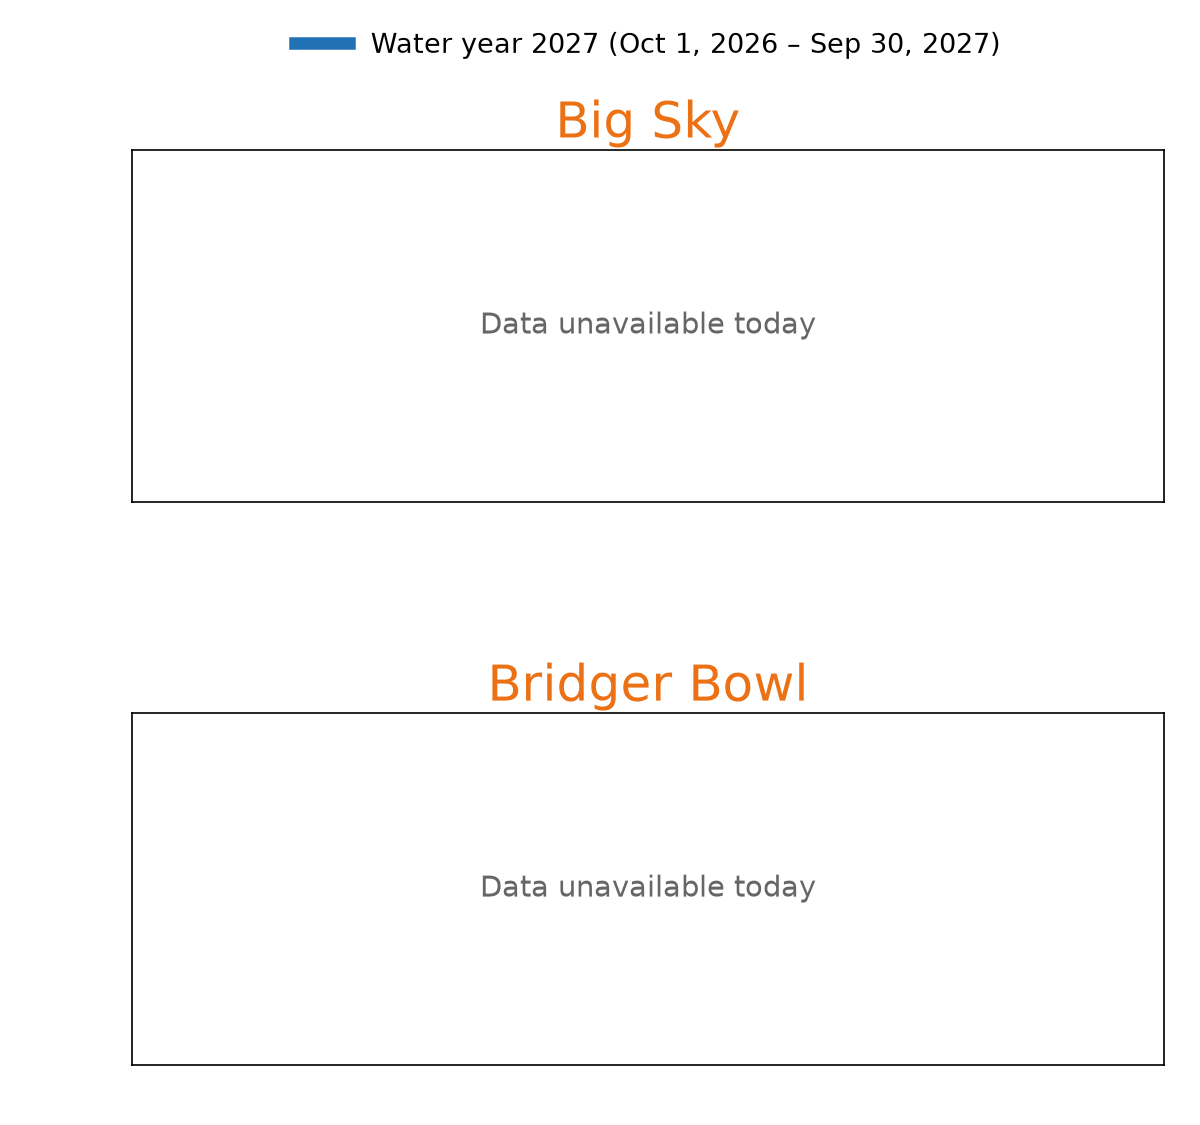 Water year 2027 (Oct 1, 2026 – Sep 30, 2027)
Big Sky
Data unavailable today
Bridger Bowl
Data unavailable today